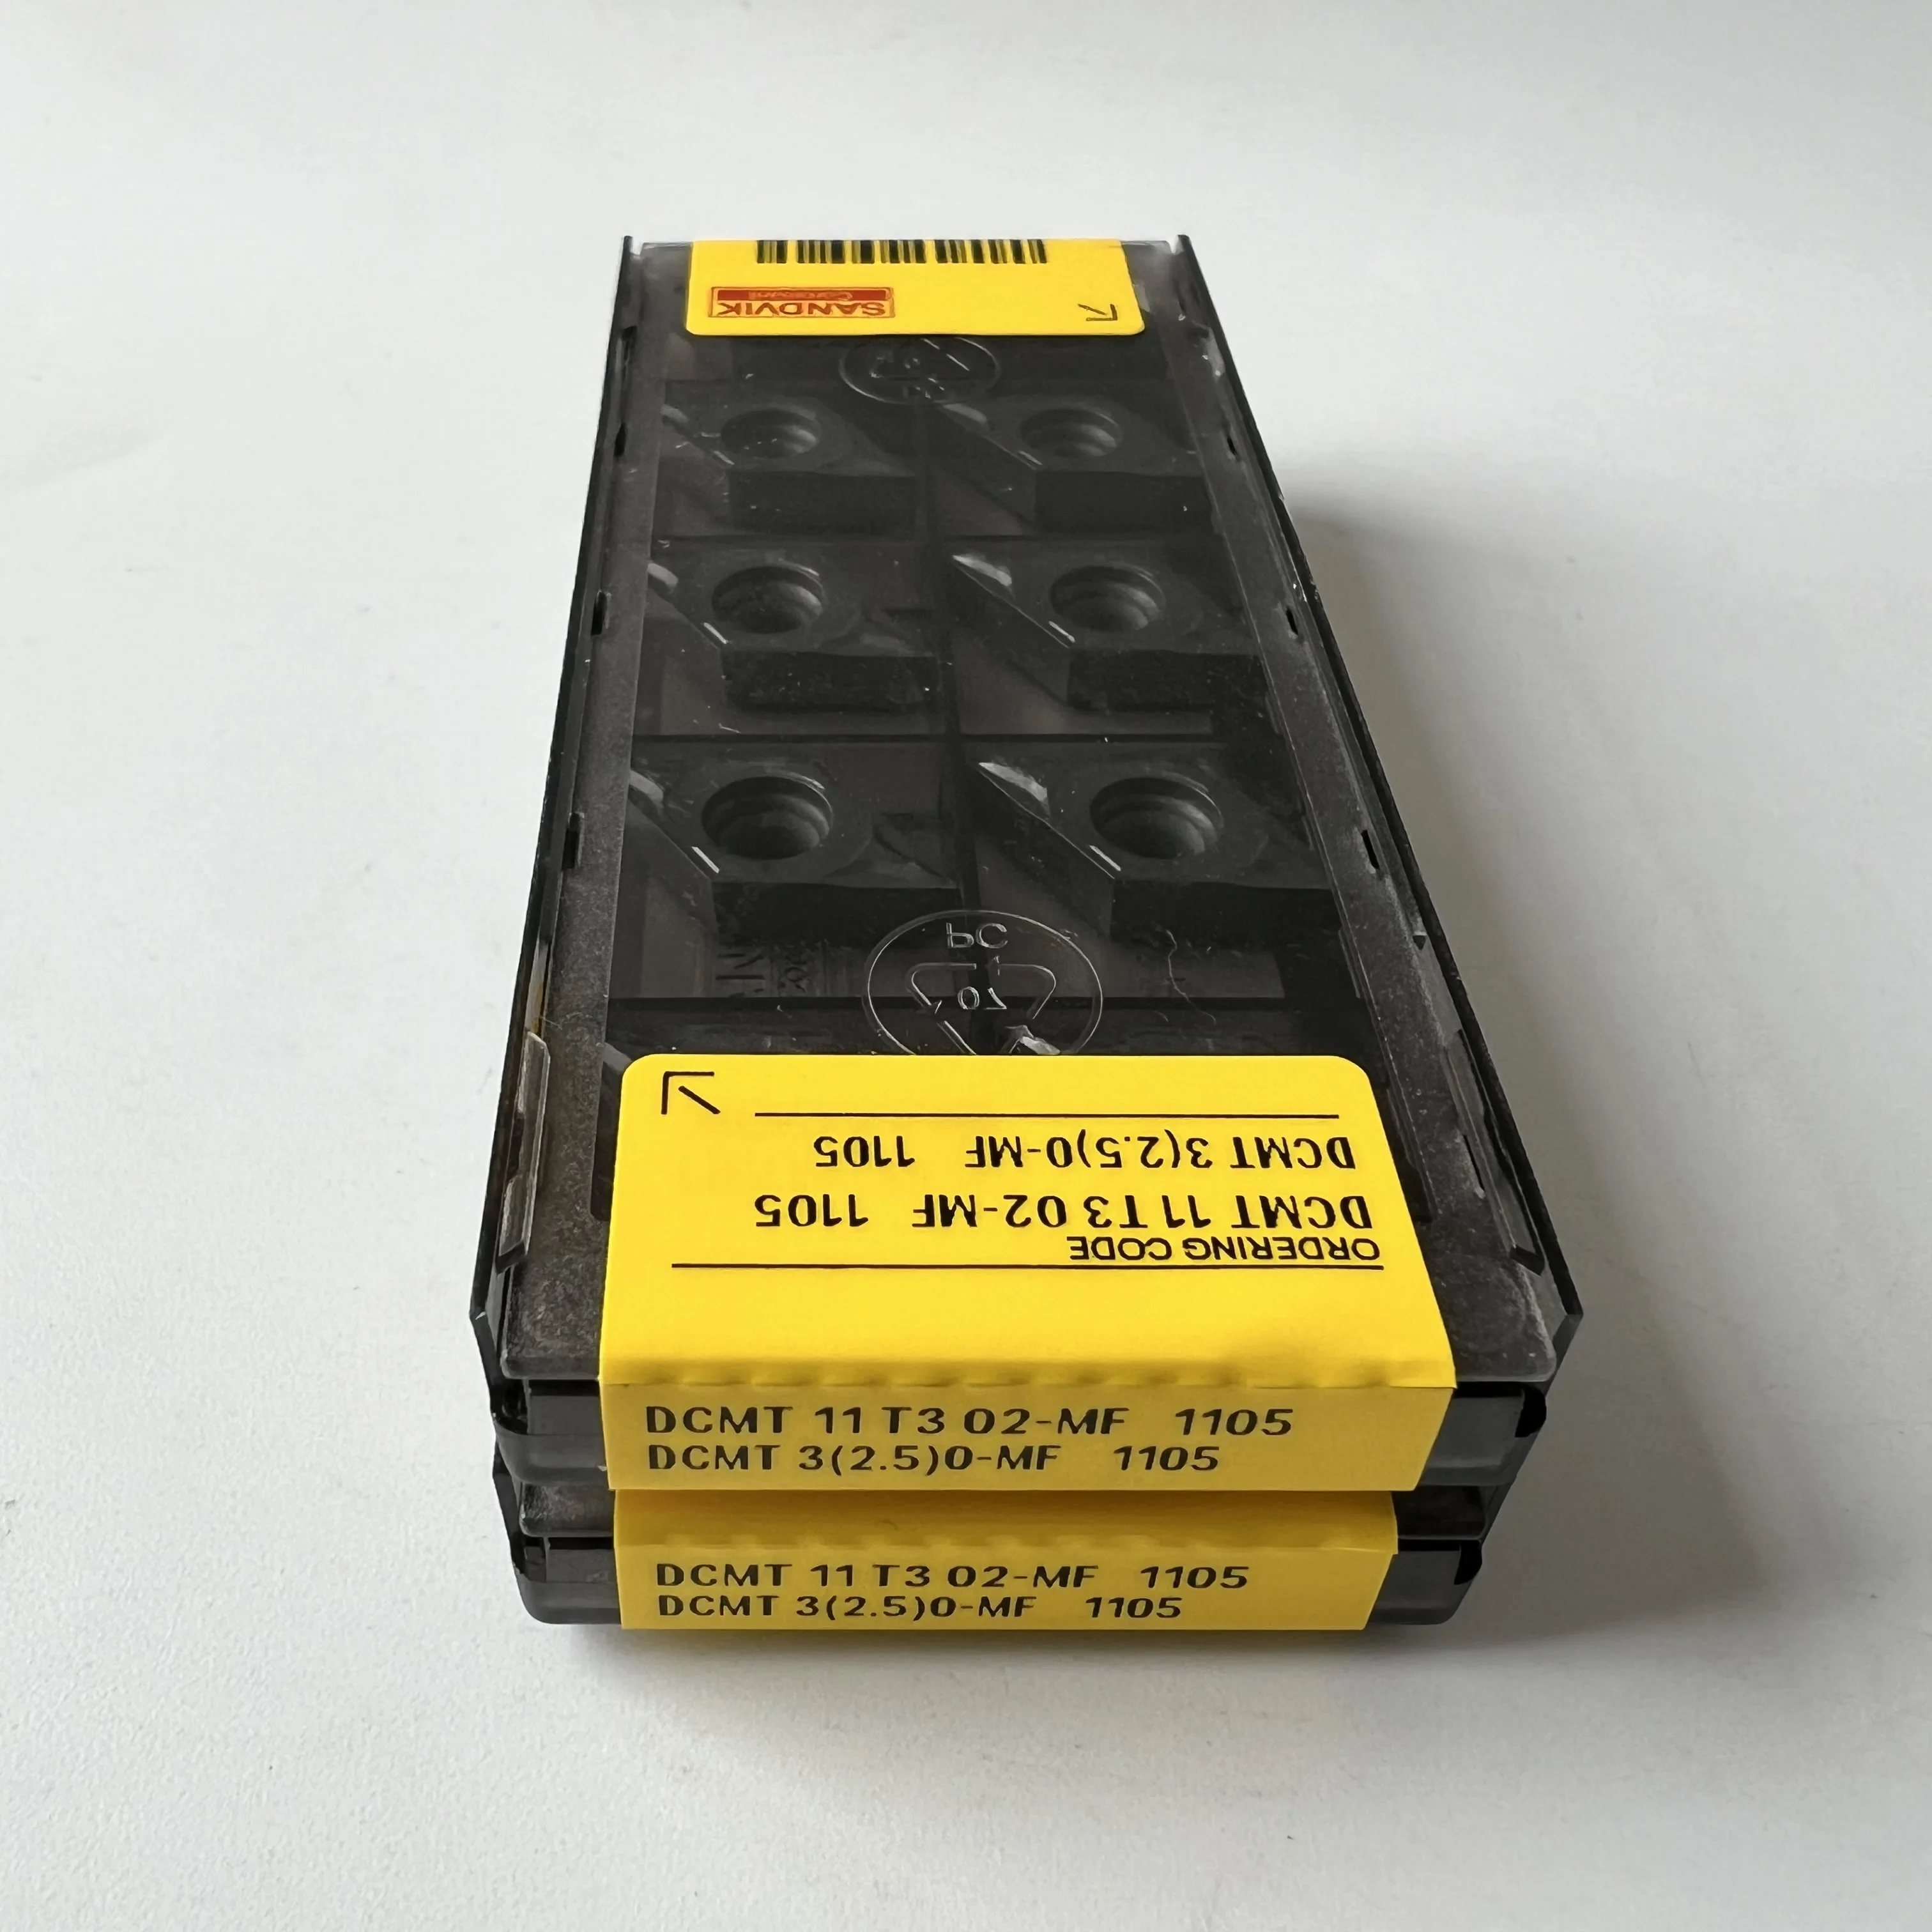 SANDVIK
Coromant
PC
07
DCMT 3(2.5)0-MF 1105
DCMT 11 T3 02-MF 1105
ORDERING CODE
DCMT 11 T3 02-MF 1105
DCMT 3(2.5)0-MF 1105
DCMT 11 T3 02-MF 1105
DCMT 3(2.5)0-MF 1105